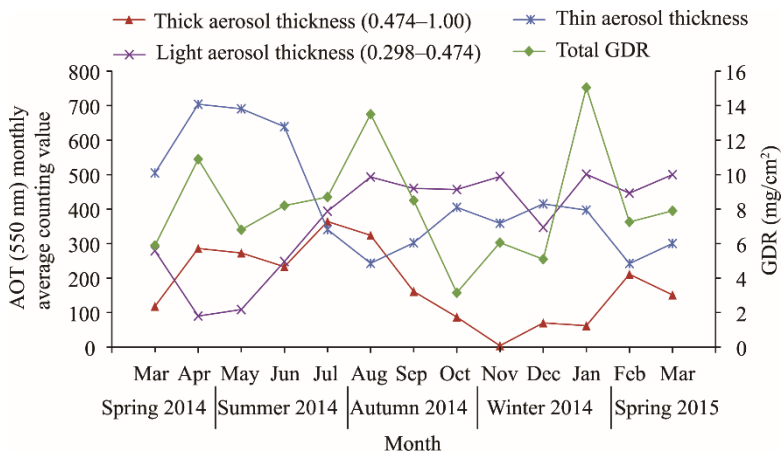 Thick aerosol thickness (0.474–1.00)
Thin aerosol thickness
Light aerosol thickness (0.298–0.474)
Total GDR
800
700
600
500
400
300
200
100
0
AOT (550 nm) monthly
average counting value
16
14
12
10
8
6
4
2
0
GDR (mg/cm²)
Mar Apr May Jun Jul Aug Sep Oct Nov Dec Jan Feb Mar
Spring 2014 Summer 2014 Autumn 2014 Winter 2014 Spring 2015
Month